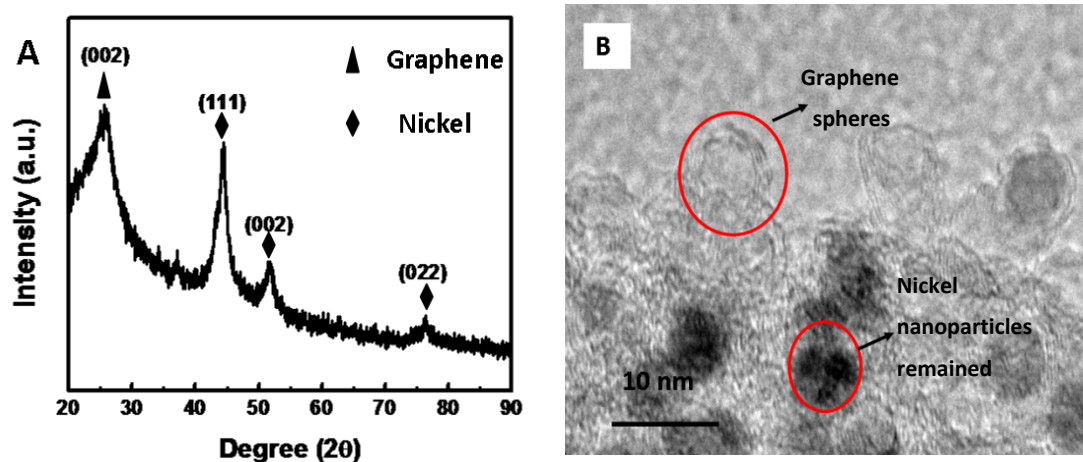 A
(002)
Graphene
(111)
Nickel
(002)
(022)
Intensity (a.u.)
20 30 40 50 60 70 80 90
Degree (2θ)
B
Graphene
spheres
Nickel
nanoparticles
remained
10 nm